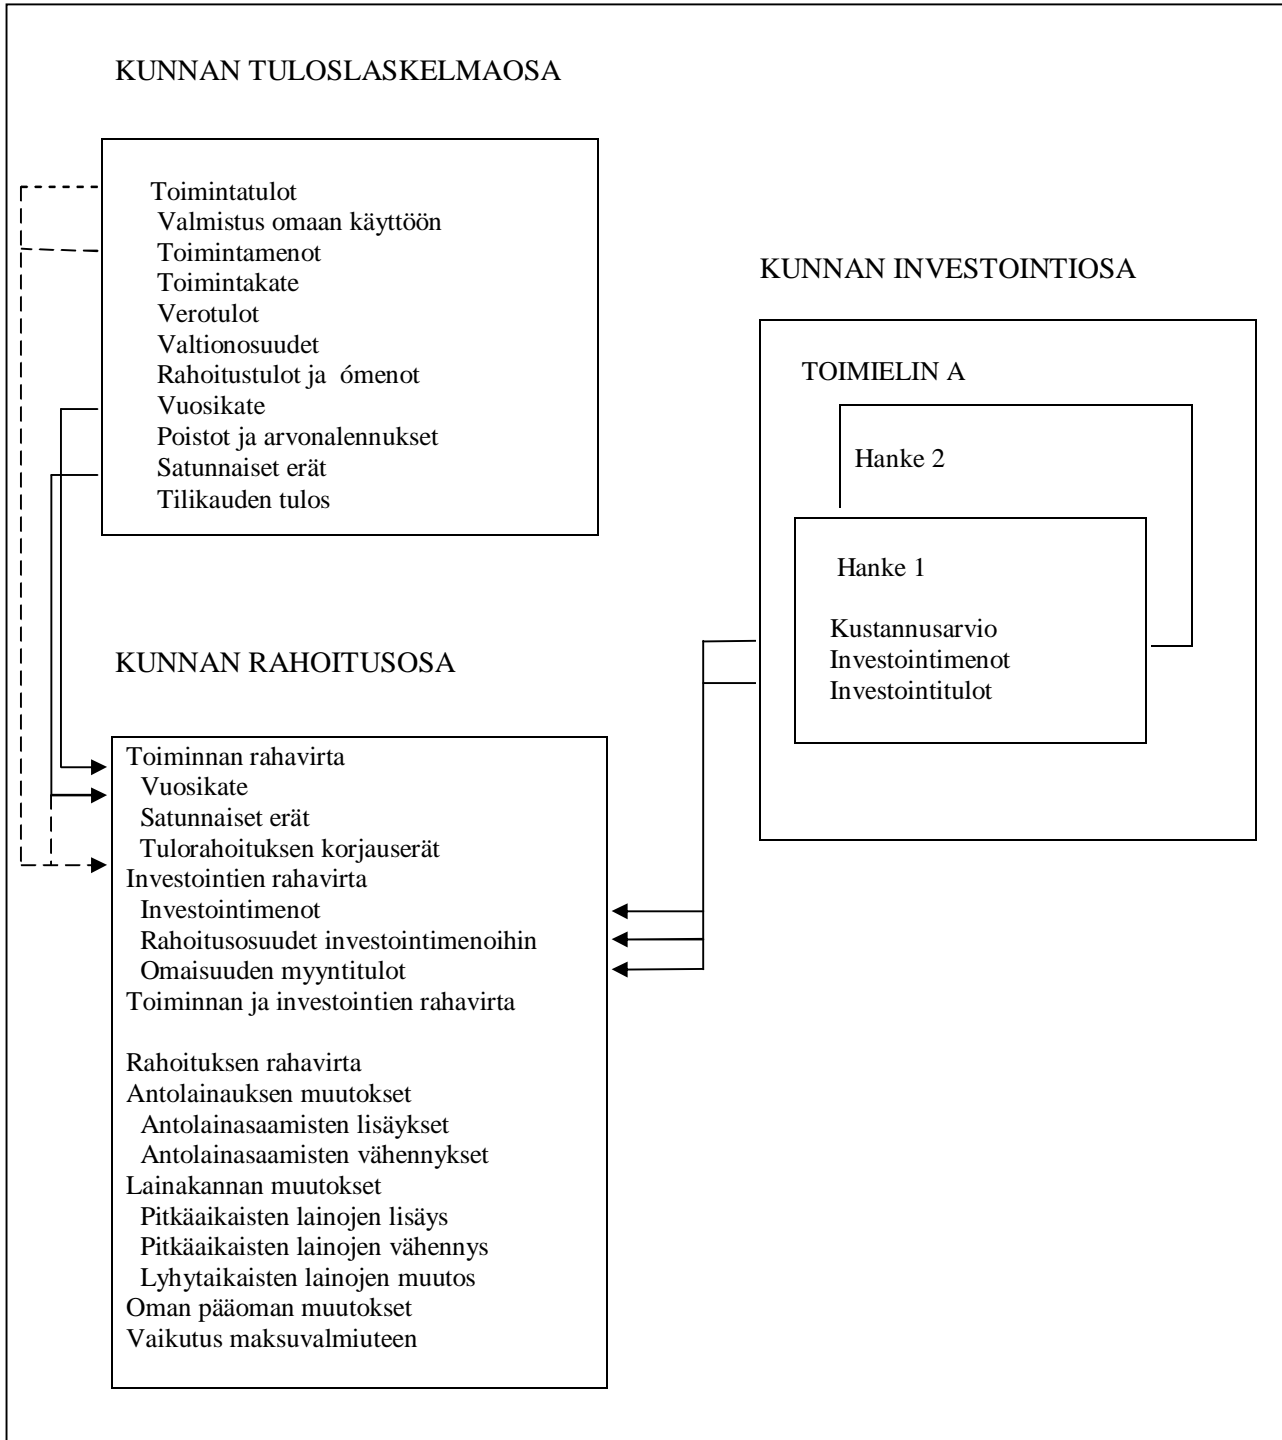 KUNNAN TULOSLASKELMAOSA
Toimintatulot
Valmistus omaan käyttöön
Toimintamenot
Toimintakate
Verotulot
Valtionosuudet
Rahoitustulot ja ómenot
Vuosikate
Poistot ja arvonalennukset
Satunnaiset erät
Tilikauden tulos
KUNNAN INVESTOINTIOSA
TOIMIELIN A
Hanke 2
Hanke 1
Kustannusarvio
Investointimenot
Investointitulot
KUNNAN RAHOITUSOSA
Toiminnan rahavirta
Vuosikate
Satunnaiset erät
Tulorahoituksen korjauserät
Investointien rahavirta
Investointimenot
Rahoitusosuudet investointimenoihin
Omaisuuden myyntitulot
Toiminnan ja investointien rahavirta
Rahoituksen rahavirta
Antolainauksen muutokset
Antolainasaamisten lisäykset
Antolainasaamisten vähennykset
Lainakannan muutokset
Pitkäaikaisten lainojen lisäys
Pitkäaikaisten lainojen vähennys
Lyhytaikaisten lainojen muutos
Oman pääoman muutokset
Vaikutus maksuvalmiuteen